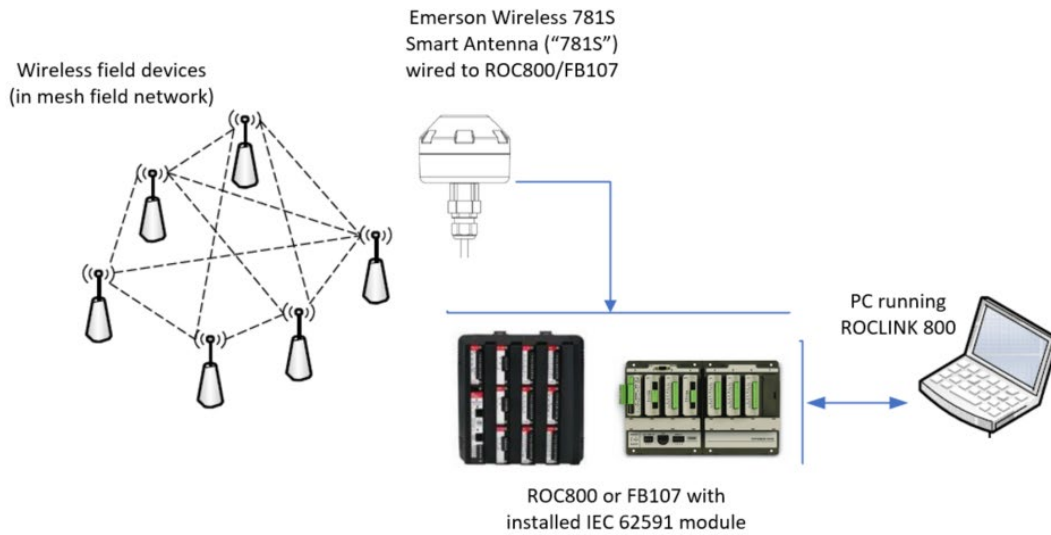 Emerson Wireless 781S
Smart Antenna (“781S”)
wired to ROC800/FB107
Wireless field devices
(in mesh field network)
PC running
ROCLINK 800
ROC800 or FB107 with
installed IEC 62591 module